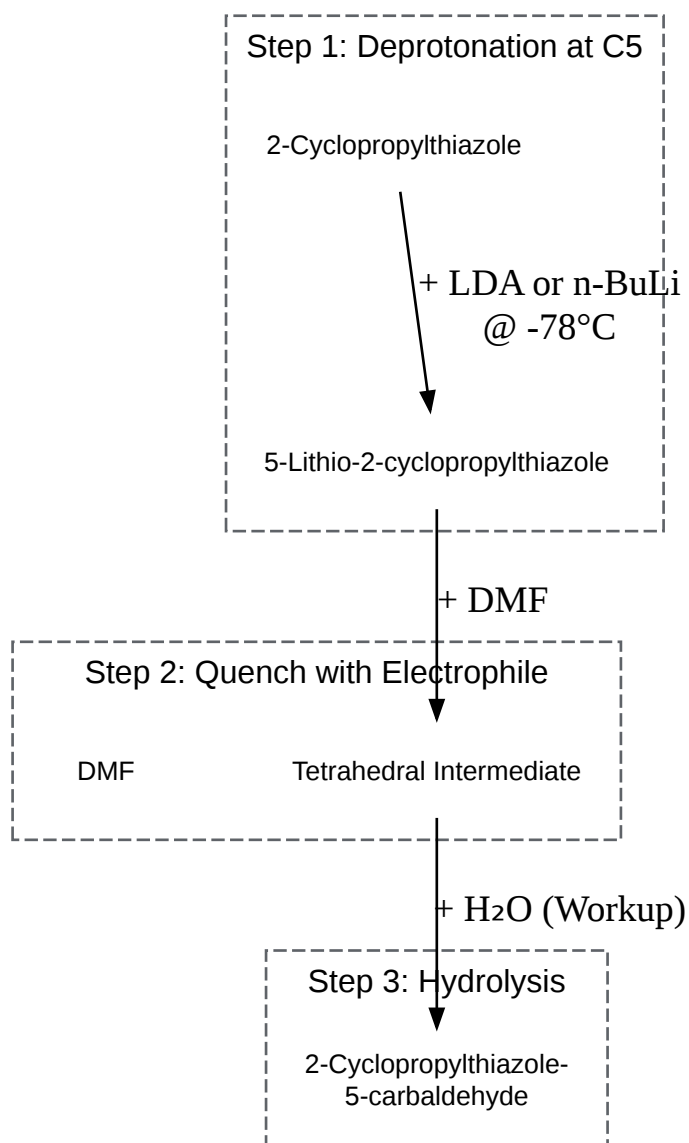 Step 1: Deprotonation at C5
2-Cyclopropylthiazole
+ LDA or n-BuLi
@ -78°C
5-Lithio-2-cyclopropylthiazole
+ DMF
Step 2: Quench with Electrophile
DMF
Tetrahedral Intermediate
+ H₂O (Workup)
Step 3: Hydrolysis
2-Cyclopropylthiazole-
5-carbaldehyde